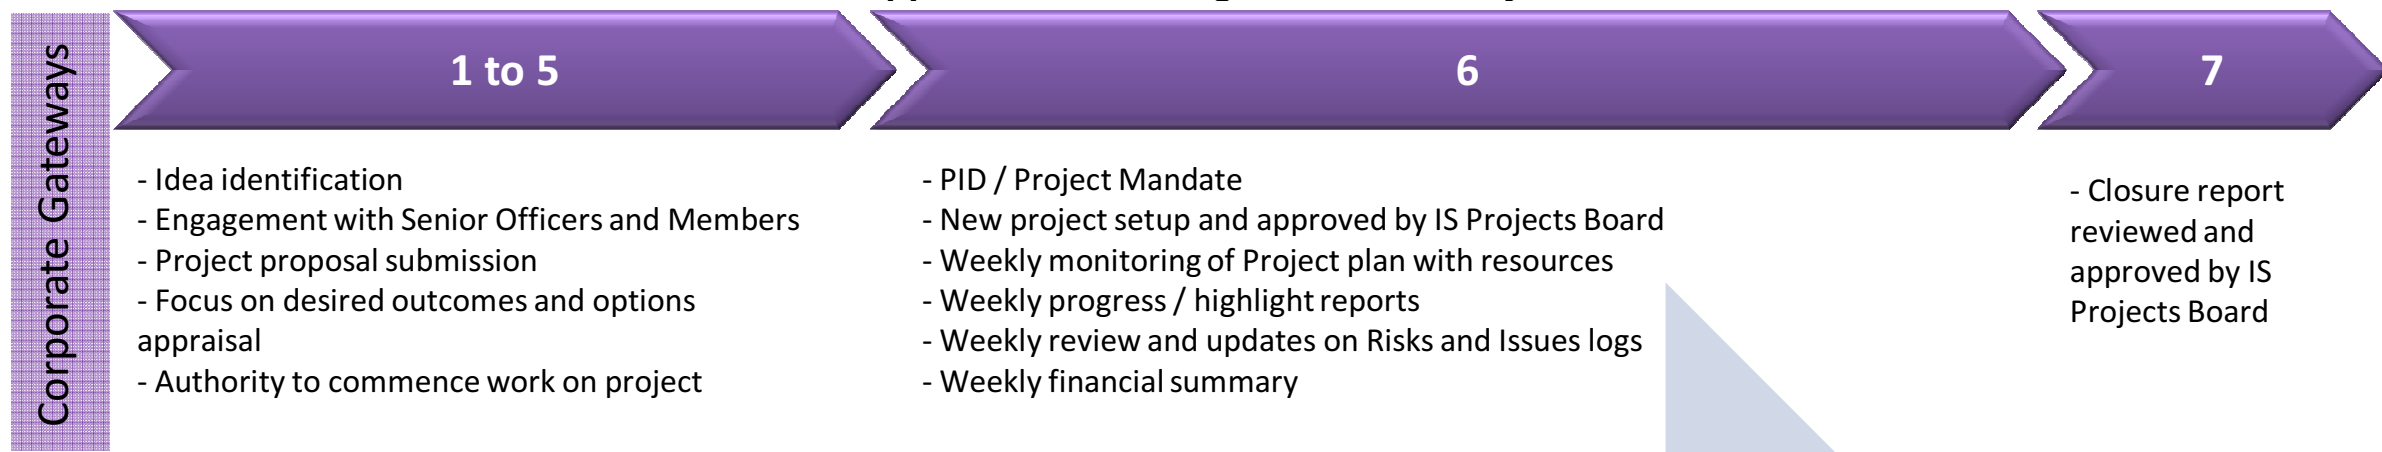 Corporate Gateways
1 to 5
6
7
- Idea identification
- Engagement with Senior Officers and Members
- Project proposal submission
- Focus on desired outcomes and options
appraisal
- Authority to commence work on project
- PID / Project Mandate
- New project setup and approved by IS Projects Board
- Weekly monitoring of Project plan with resources
- Weekly progress / highlight reports
- Weekly review and updates on Risks and Issues logs
- Weekly financial summary
- Closure report
reviewed and
approved by IS
Projects Board